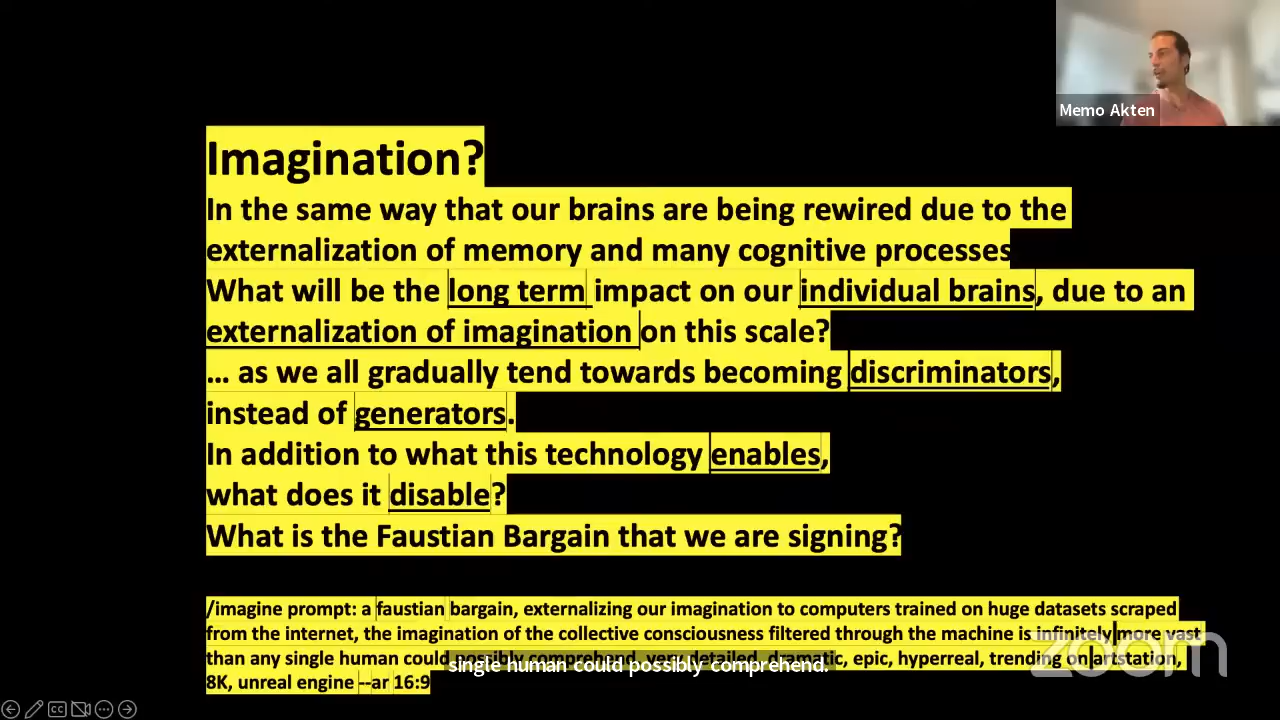 Memo Akten
Imagination?
In the same way that our brains are being rewired due to the
externalization of memory and many cognitive processes
What will be the long term impact on our individual brains, due to an
externalization of imagination on this scale?
... as we all gradually tend towards becoming discriminators,
instead of generators.
In addition to what this technology enables,
what does it disable?
What is the Faustian Bargain that we are signing?
/imagine prompt: a faustian bargain, externalizing our imagination to computers trained on huge datasets scraped
from the internet, the imagination of the collective consciousness filtered through the machine is infinitely more vast
than any single human could possibly comprehend, very detailed, dramatic, epic, hyperreal, trending on artstation,
8K, unreal engine --ar 16:9
single human could possibly comprehend.
zoom
CC